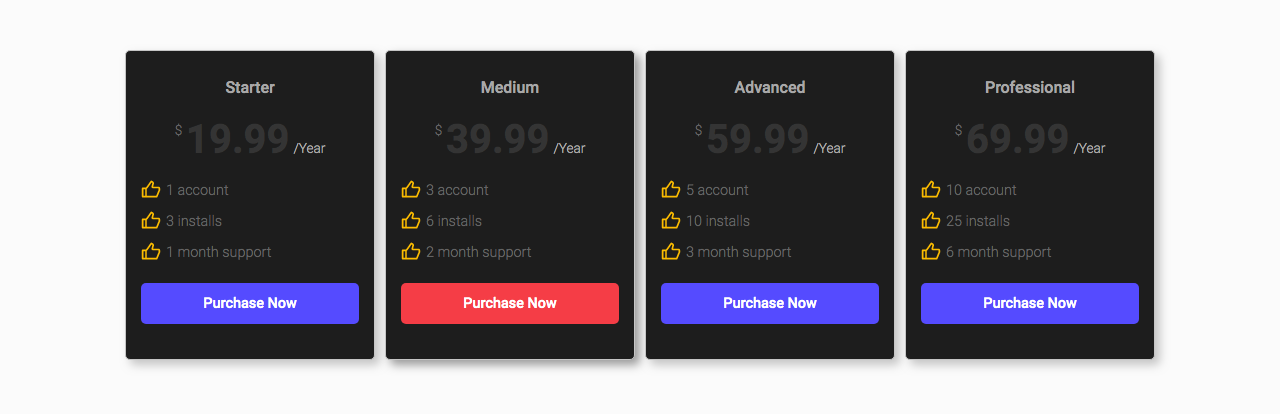 Starter
$ 19.99 /Year
1 account
3 installs
1 month support
Purchase Now
Medium
$ 39.99 /Year
3 account
6 installs
2 month support
Purchase Now
Advanced
$ 59.99 /Year
5 account
10 installs
3 month support
Purchase Now
Professional
$ 69.99 /Year
10 account
25 installs
6 month support
Purchase Now